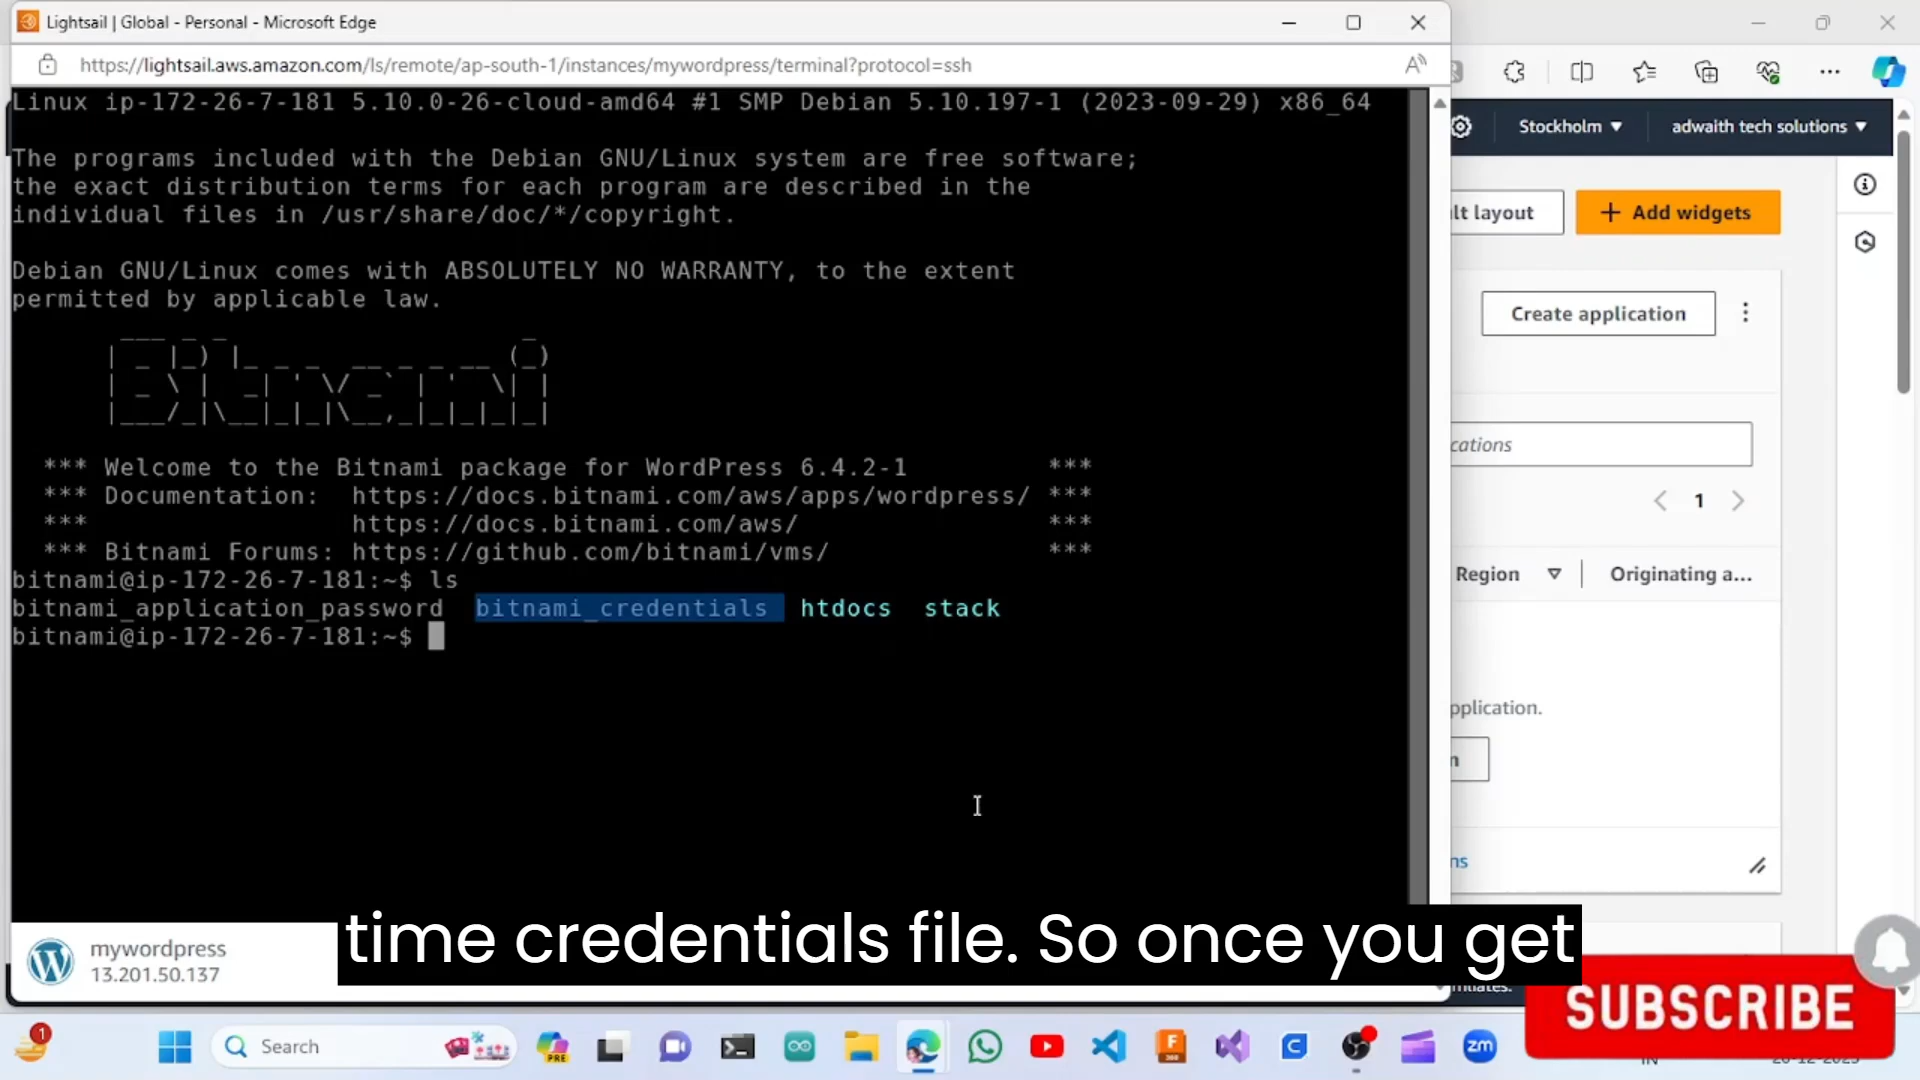 Lightsail | Global - Personal - Microsoft Edge
https://lightsail.aws.amazon.com/ls/remote/ap-south-1/instances/mywordpress/terminal?protocol=ssh
Linux ip-172-26-7-181 5.10.0-26-cloud-amd64 #1 SMP Debian 5.10.197-1 (2023-09-29) x86_64
The programs included with the Debian GNU/Linux system are free software;
the exact distribution terms for each program are described in the
individual files in /usr/share/doc/*/copyright.
Debian GNU/Linux comes with ABSOLUTELY NO WARRANTY, to the extent
permitted by applicable law.
Bitnami
*** Welcome to the Bitnami package for WordPress 6.4.2-1 ***
*** Documentation: https://docs.bitnami.com/aws/apps/wordpress/ ***
*** https://docs.bitnami.com/aws/ ***
*** Bitnami Forums: https://github.com/bitnami/vms/ ***
bitnami@ip-172-26-7-181:~$ ls
bitnami_application_password bitnami_credentials htdocs stack
bitnami@ip-172-26-7-181:~$
mywordpress
13.201.50.137
Stockholm adwaith tech solutions
lt layout + Add widgets
Create application
cations
1
Region Originating a...
pplication.
n
ns
time credentials file. So once you get
SUBSCRIBE
1
Search
PRE
zm
IN